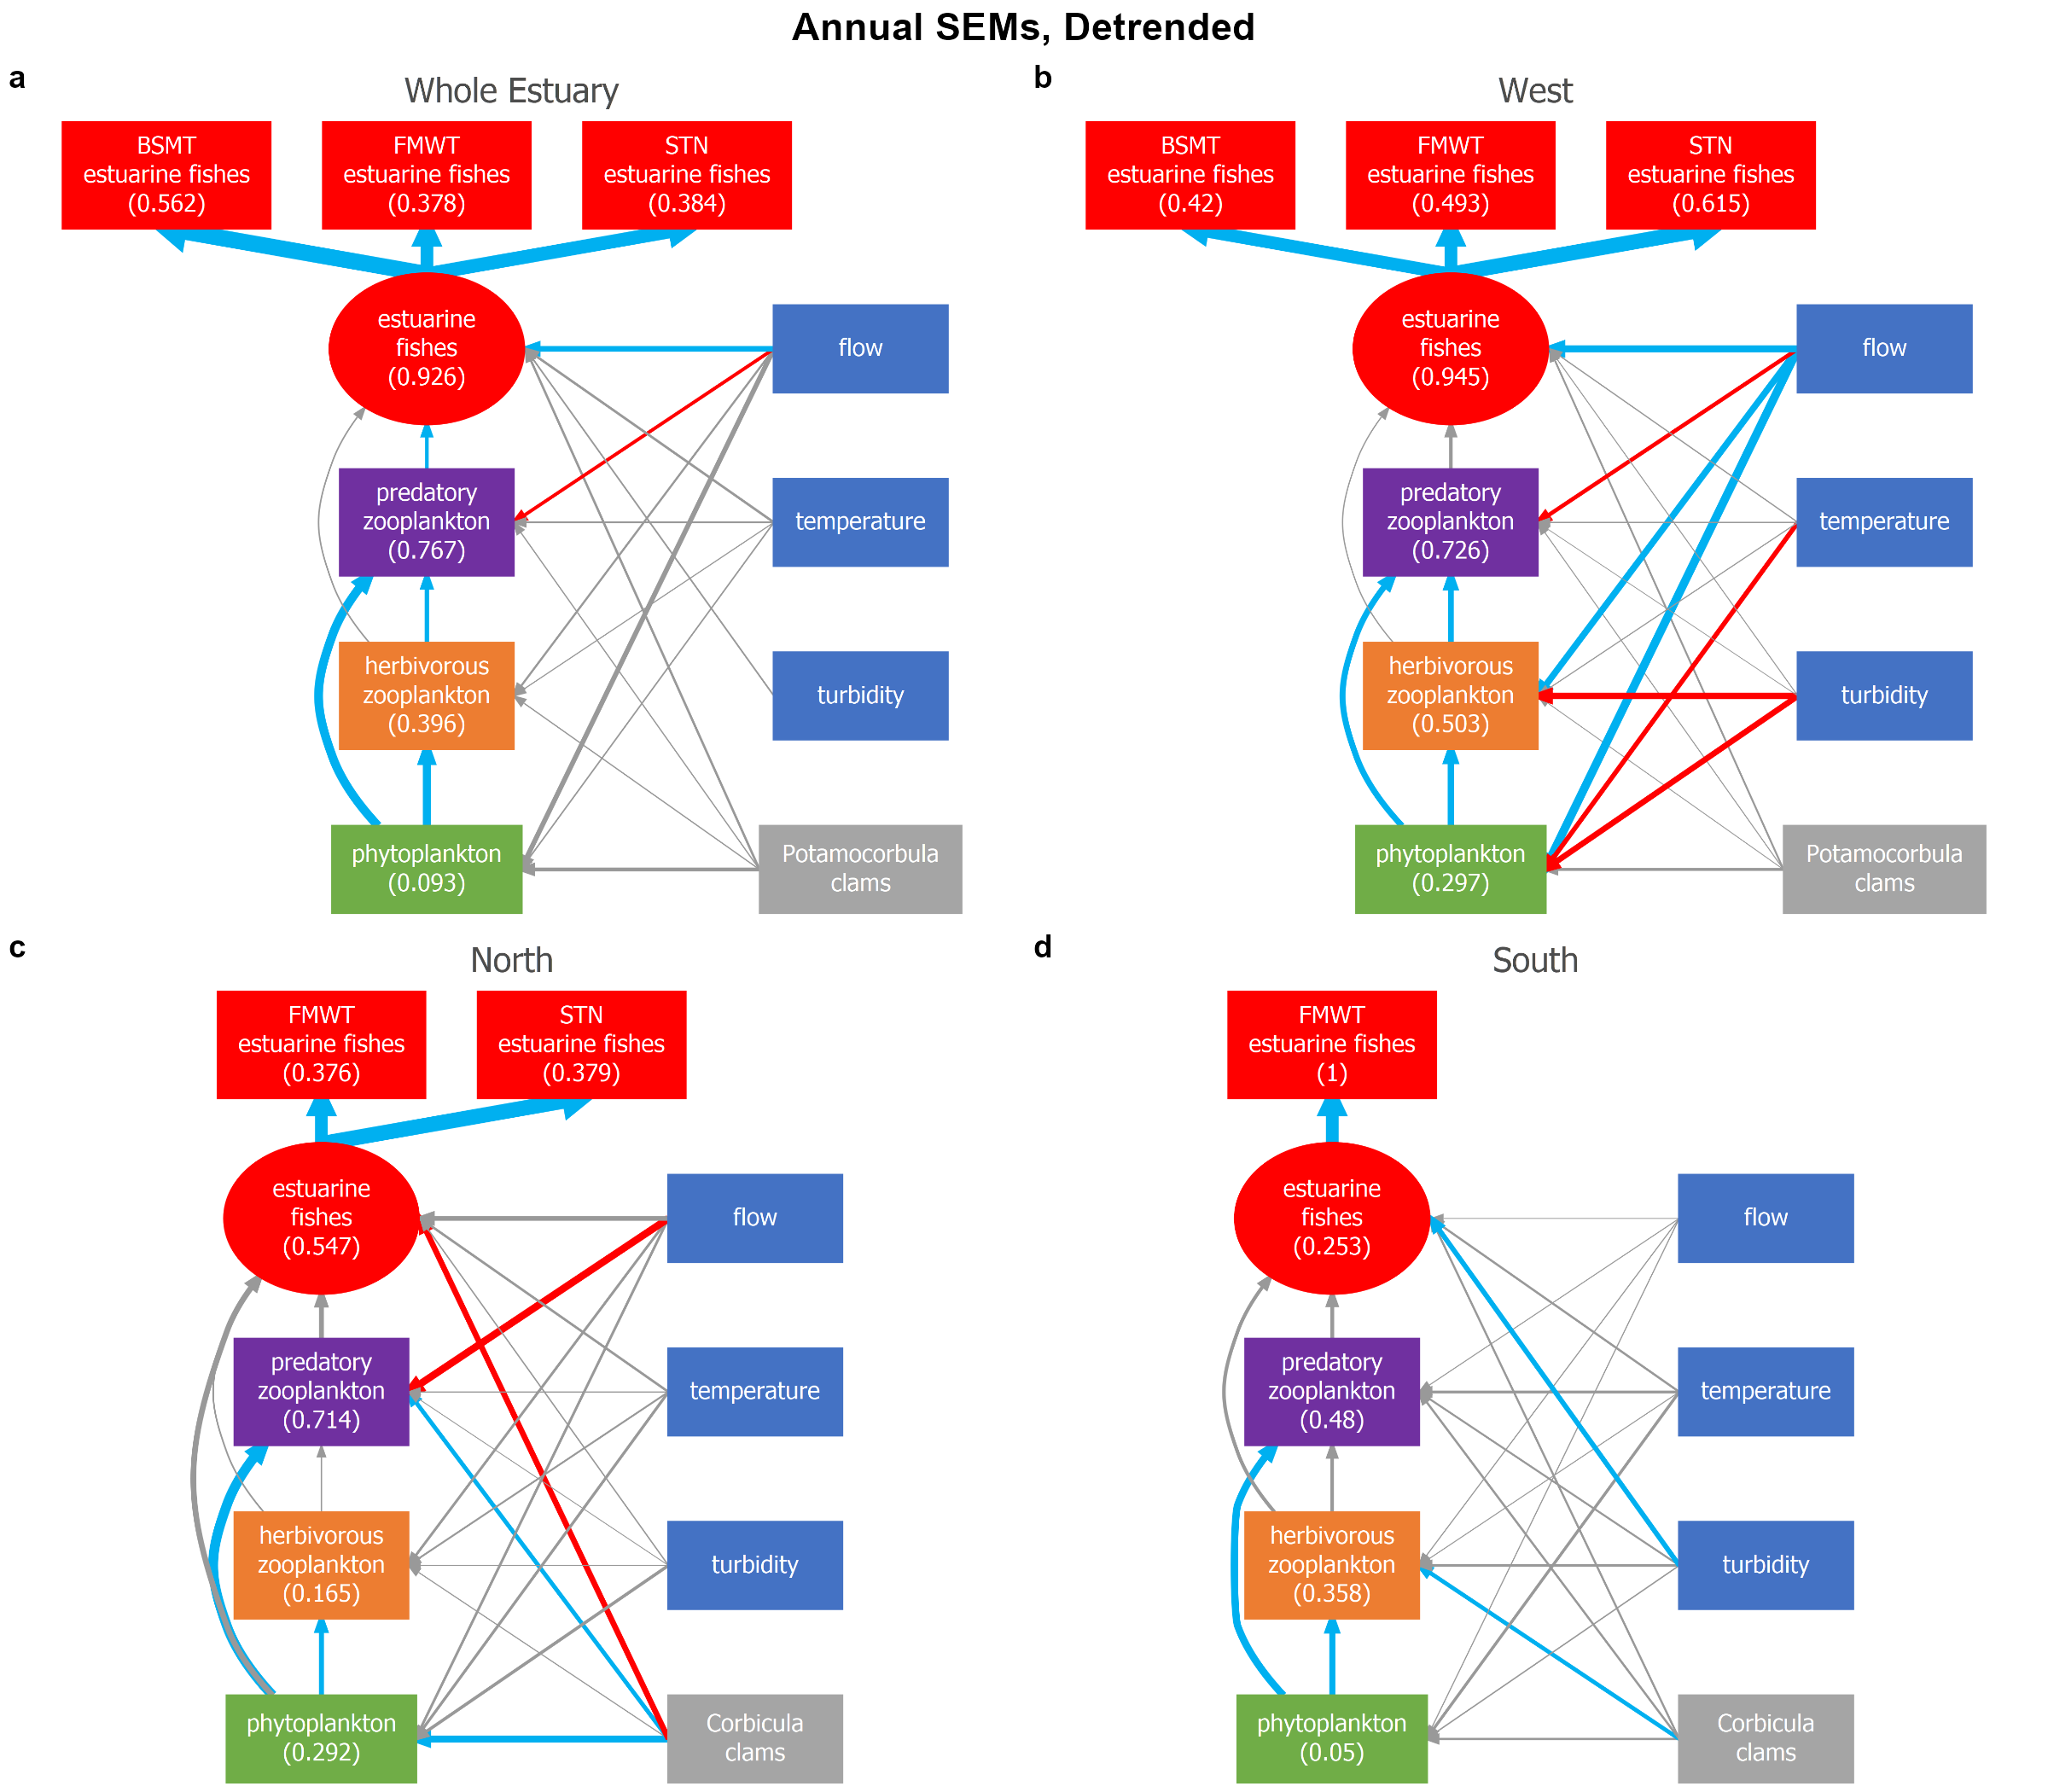 Annual SEMs, Detrended
a
Whole Estuary
BSMT
estuarine fishes
(0.562)
FMWT
estuarine fishes
(0.378)
STN
estuarine fishes
(0.384)
estuarine
fishes
(0.926)
flow
predatory
zooplankton
(0.767)
temperature
herbivorous
zooplankton
(0.396)
turbidity
phytoplankton
(0.093)
Potamocorbula
clams
b
West
BSMT
estuarine fishes
(0.42)
FMWT
estuarine fishes
(0.493)
STN
estuarine fishes
(0.615)
estuarine
fishes
(0.945)
flow
predatory
zooplankton
(0.726)
temperature
herbivorous
zooplankton
(0.503)
turbidity
phytoplankton
(0.297)
Potamocorbula
clams
c
North
FMWT
estuarine fishes
(0.376)
STN
estuarine fishes
(0.379)
estuarine
fishes
(0.547)
flow
predatory
zooplankton
(0.714)
temperature
herbivorous
zooplankton
(0.165)
turbidity
phytoplankton
(0.292)
Corbicula
clams
d
South
FMWT
estuarine fishes
(1)
estuarine
fishes
(0.253)
flow
predatory
zooplankton
(0.48)
temperature
herbivorous
zooplankton
(0.358)
turbidity
phytoplankton
(0.05)
Corbicula
clams